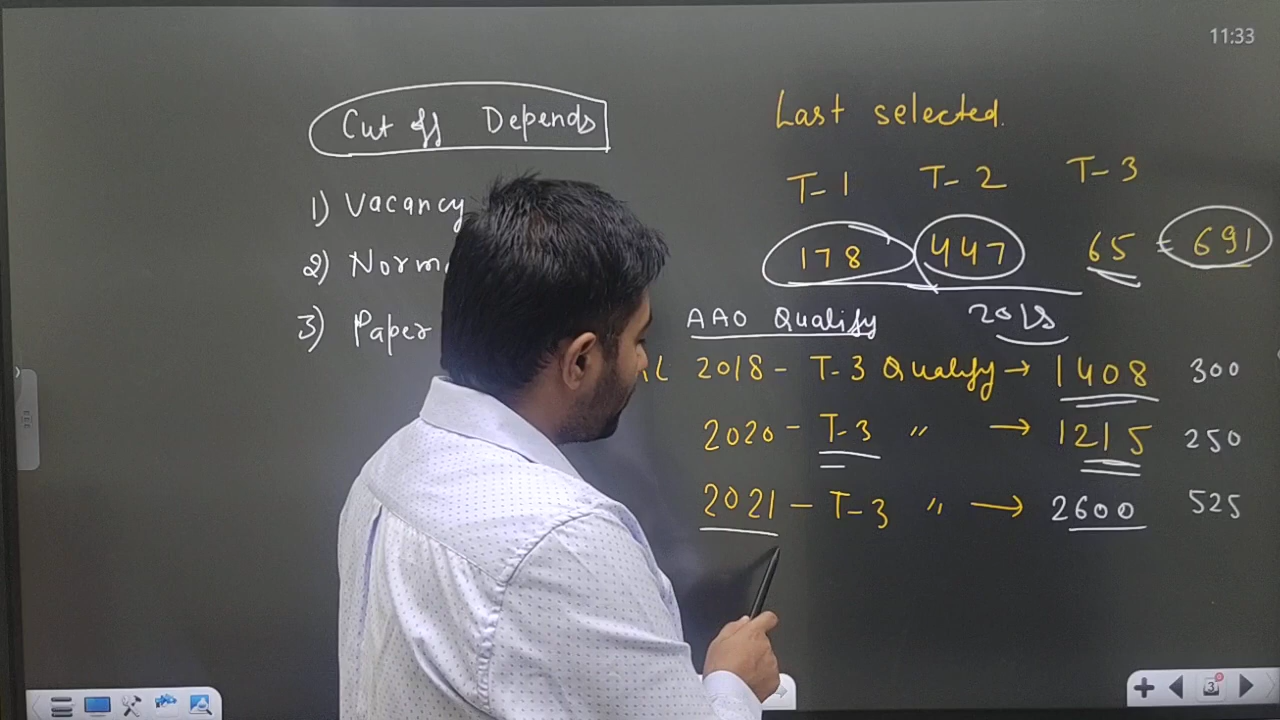 11:33
Cut off Depends
1) Vacancy
2) Norm
3) Paper
Last selected.
T-1 T-2 T-3
178 447 65 = 691
AAO Qualify 2018
2018 - T-3 Qualify → 1408 300
2020 - T-3 〃 → 1215 250
2021 - T-3 〃 → 2600 525
3